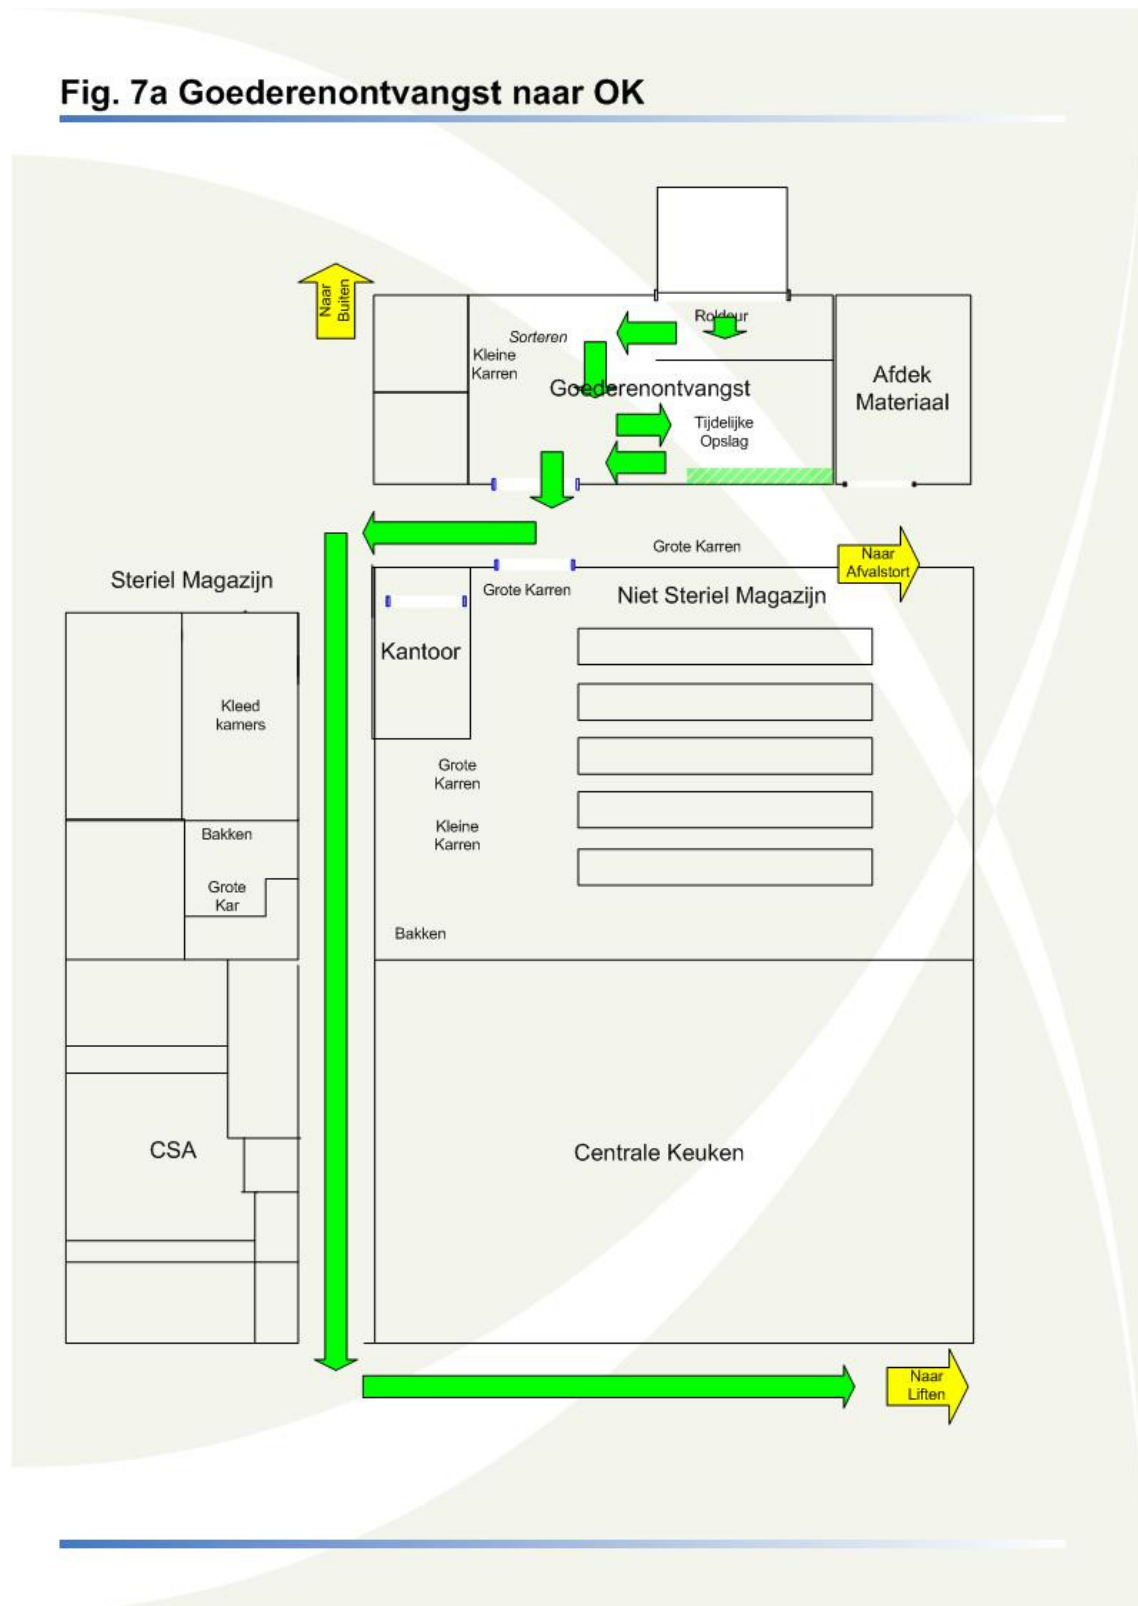 Fig. 7a Goederenontvangst naar OK
Naar
Buiten
Roldeur
Sorteren
Kleine
Karren
Goederenontvangst
Afdek
Materiaal
Tijdelijke
Opslag
Grote Karren
Naar
Afvalstort
Steriel Magazijn
Grote Karren
Niet Steriel Magazijn
Kantoor
Kleed
kamers
Grote
Karren
Kleine
Karren
Bakken
Grote
Kar
Bakken
CSA
Centrale Keuken
Naar
Liften